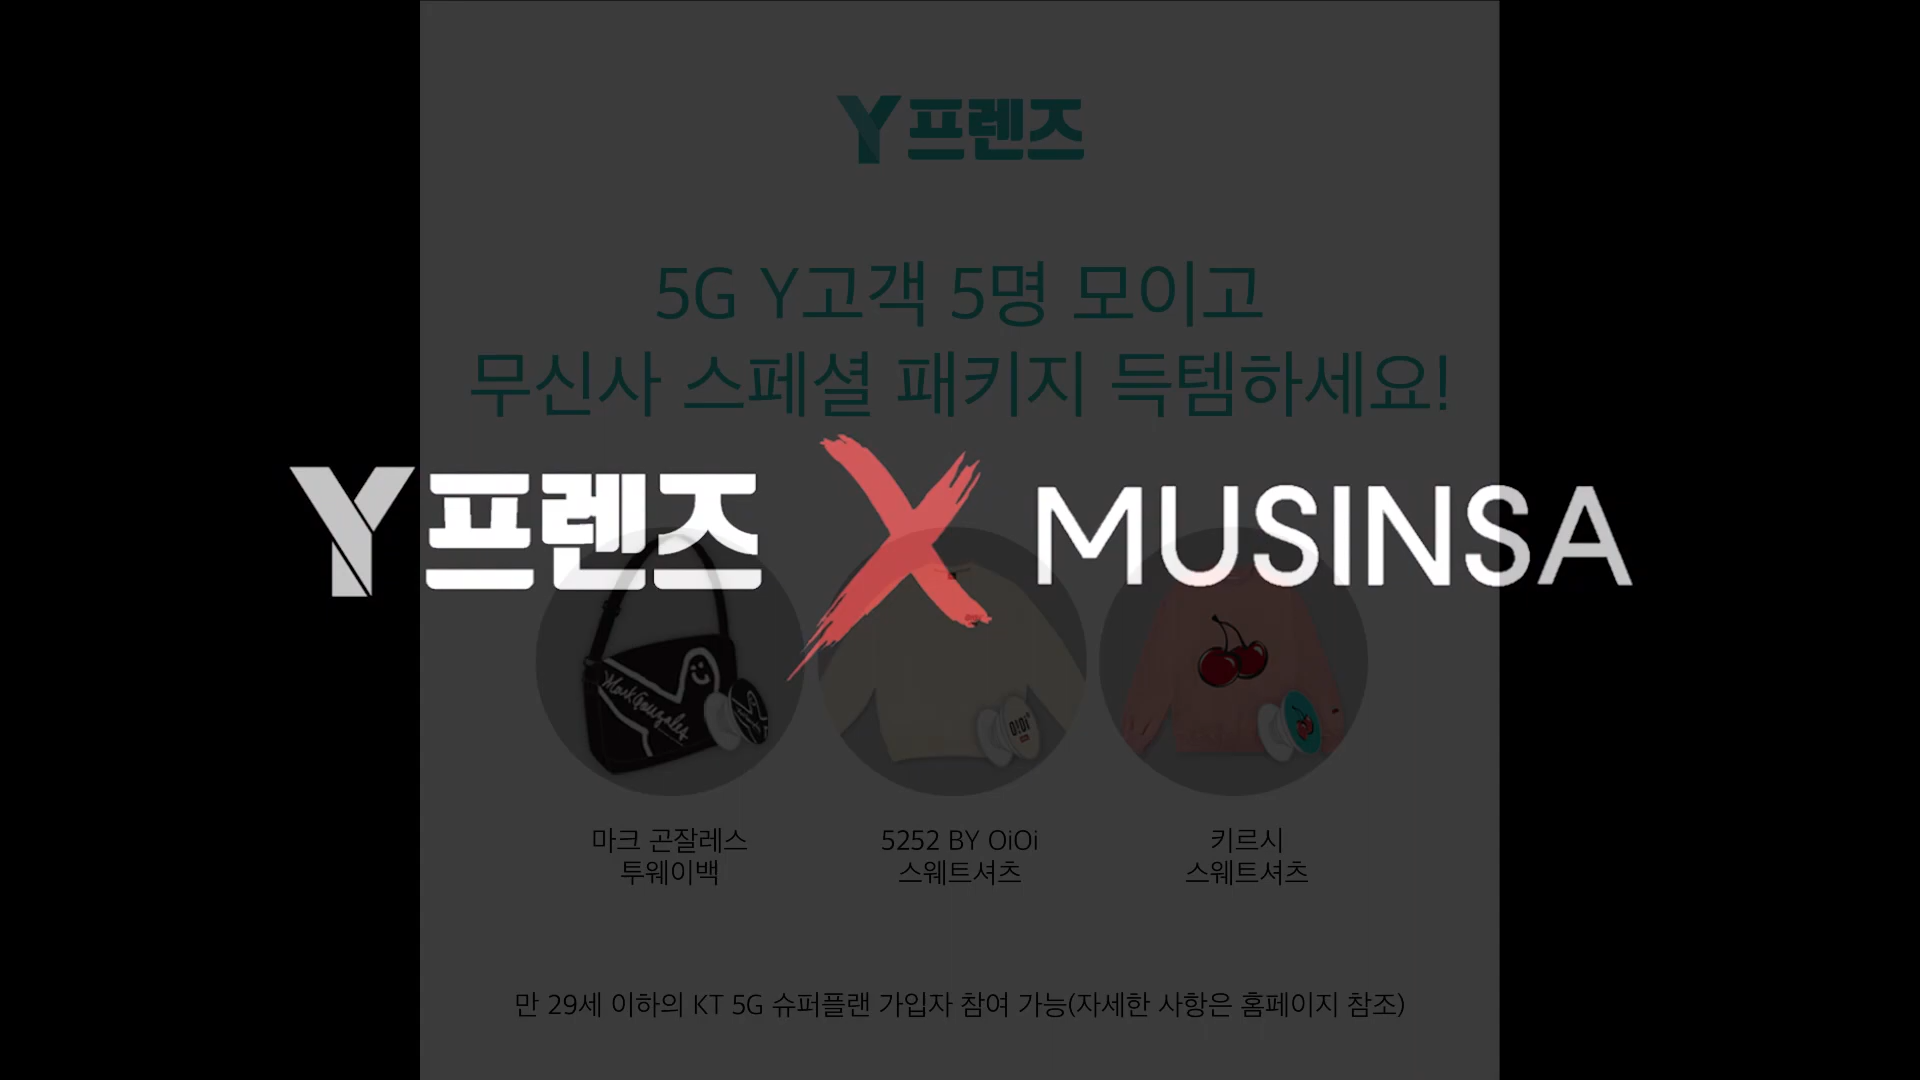 Y프렌즈
5G Y고객 5명 모이고
무신사 스페셜 패키지 득템하세요!
Y프렌즈 X MUSINSA
Mark Gonzales
OiOi
마크 곤잘레스
투웨이백
5252 BY OiOi
스웨트셔츠
키르시
스웨트셔츠
만 29세 이하의 KT 5G 슈퍼플랜 가입자 참여 가능(자세한 사항은 홈페이지 참조)